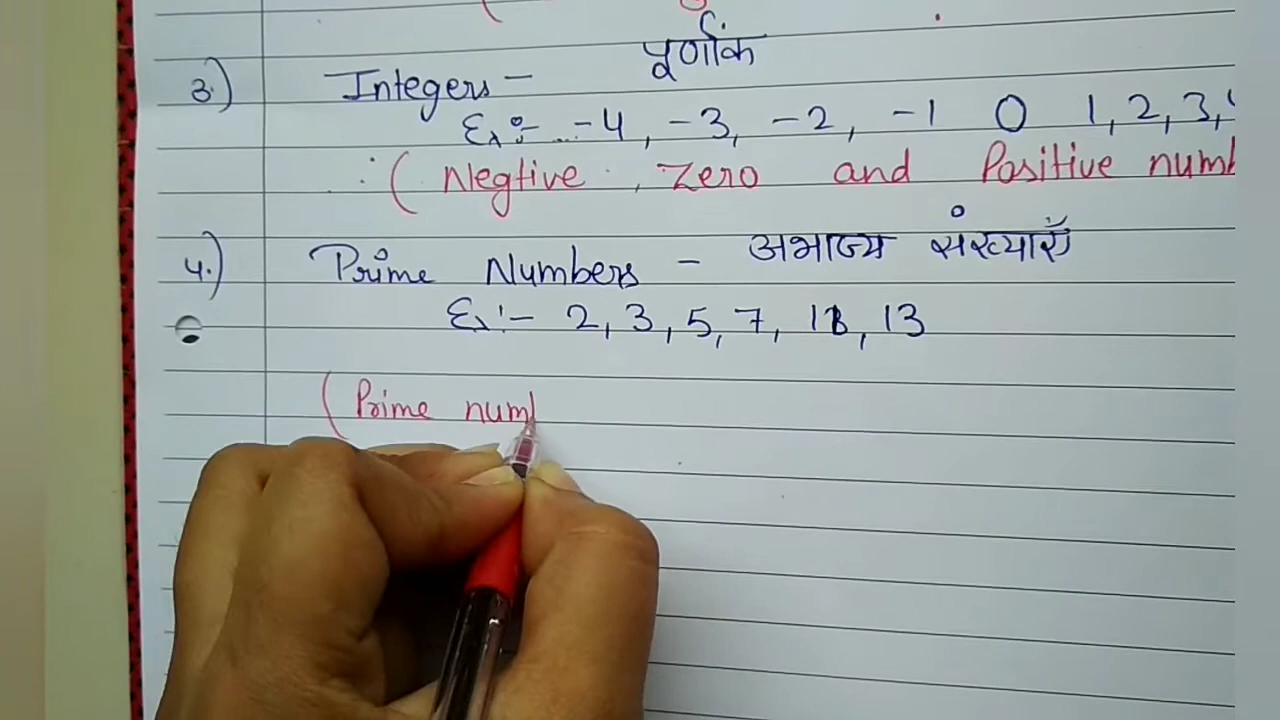 पूर्णांक
3.) Integers -
Ex:- ... -4, -3, -2, -1 0 1, 2, 3,
( Negtive , Zero and Positive num
4.) Prime Numbers - अभाज्य संख्याएँ
Ex:- 2, 3, 5, 7, 11, 13
( Prime num